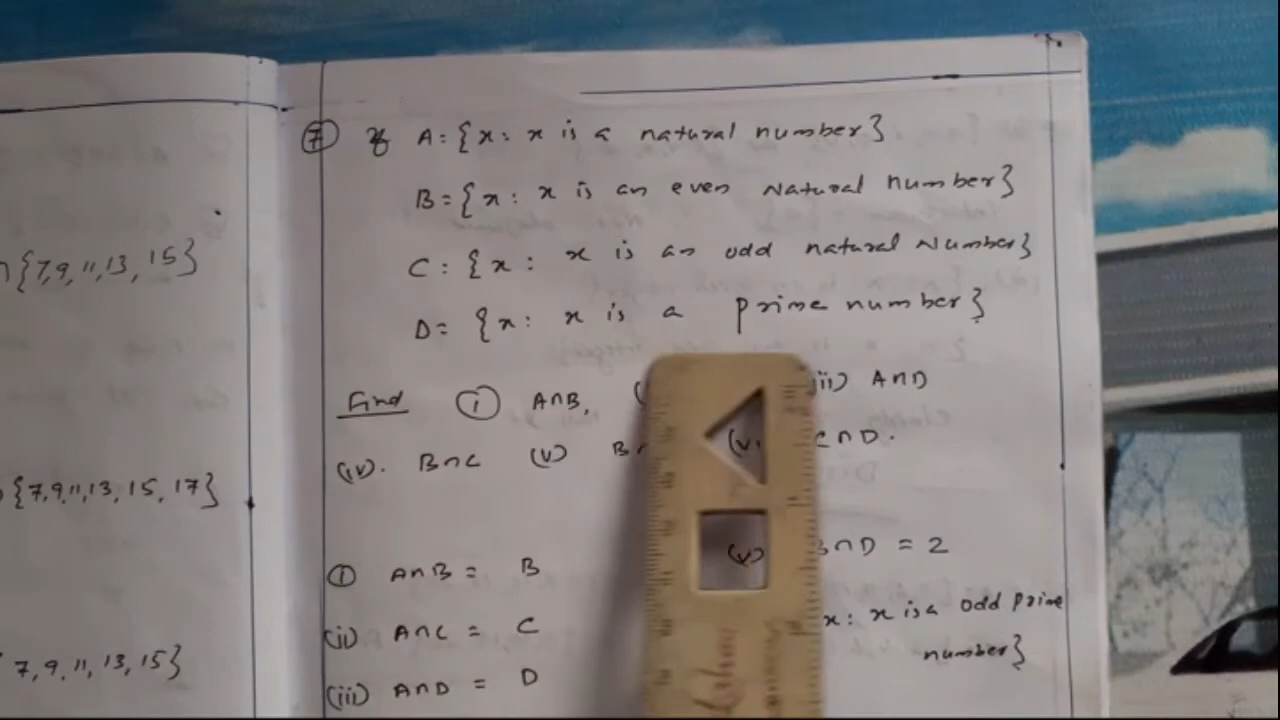 ∩{7,9,11,13,15}
{7,9,11,13,15,17}
7,9,11,13,15}
⑦ If A={x: x is a natural number}
B={x: x is an even Natural number}
C={x: x is an odd natural Number}
D= {x: x is a prime number}
Find (i) A∩B, (iii) A∩D
(iv). B∩C (v) B∩ (vi) C∩D.
(i) A∩B = B
(ii) A∩C = C
(iii) A∩D = D
(v) B∩D = 2
x: x is a odd prime
number}